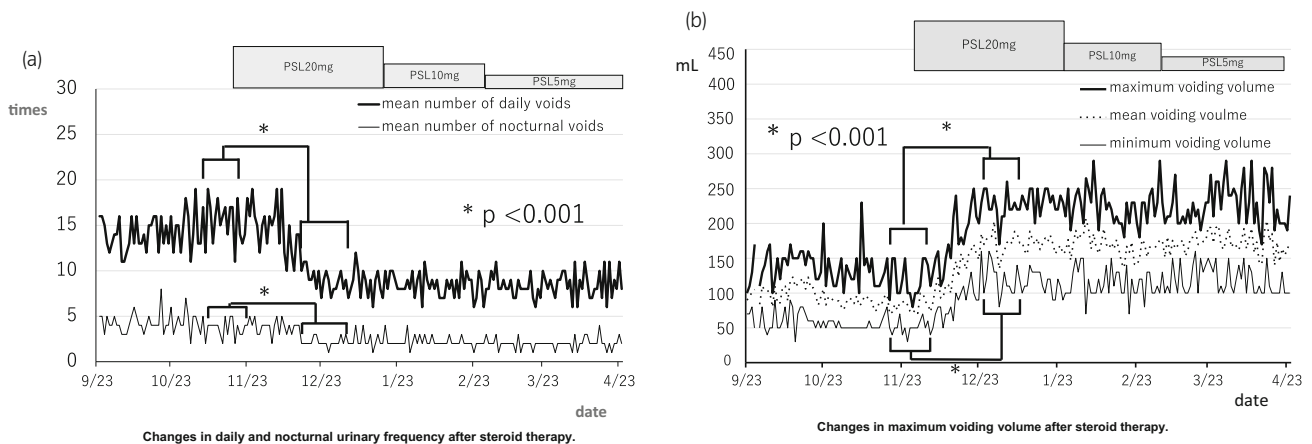 (a)
PSL20mg
PSL10mg
PSL5mg
times
30
25
20
15
10
5
0
mean number of daily voids
mean number of nocturnal voids
*
* p <0.001
*
9/23 10/23 11/23 12/23 1/23 2/23 3/23 4/23
date
Changes in daily and nocturnal urinary frequency after steroid therapy.
(b)
PSL20mg
PSL10mg
PSL5mg
mL
450
400
350
300
250
200
150
100
50
0
maximum voiding volume
mean voiding voulme
minimum voiding volume
* p <0.001
*
*
9/23 10/23 11/23 12/23 1/23 2/23 3/23 4/23
date
Changes in maximum voiding volume after steroid therapy.